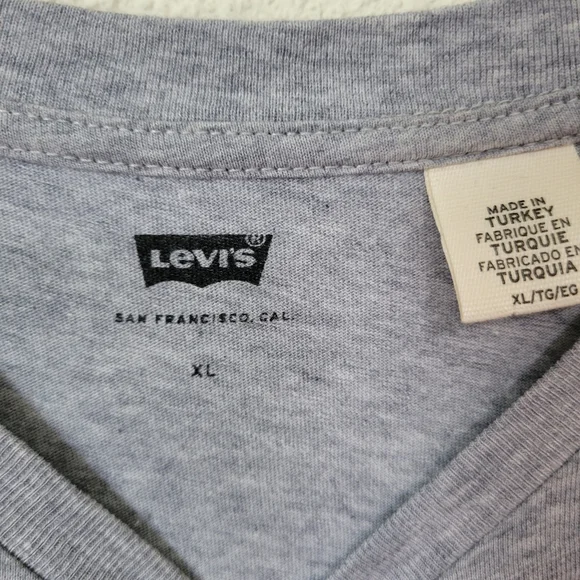 Levi's®
SAN FRANCISCO, CAL.
XL
MADE IN
TURKEY
FABRIQUE EN
TURQUIE
FABRICADO EN
TURQUIA
XL/TG/EG